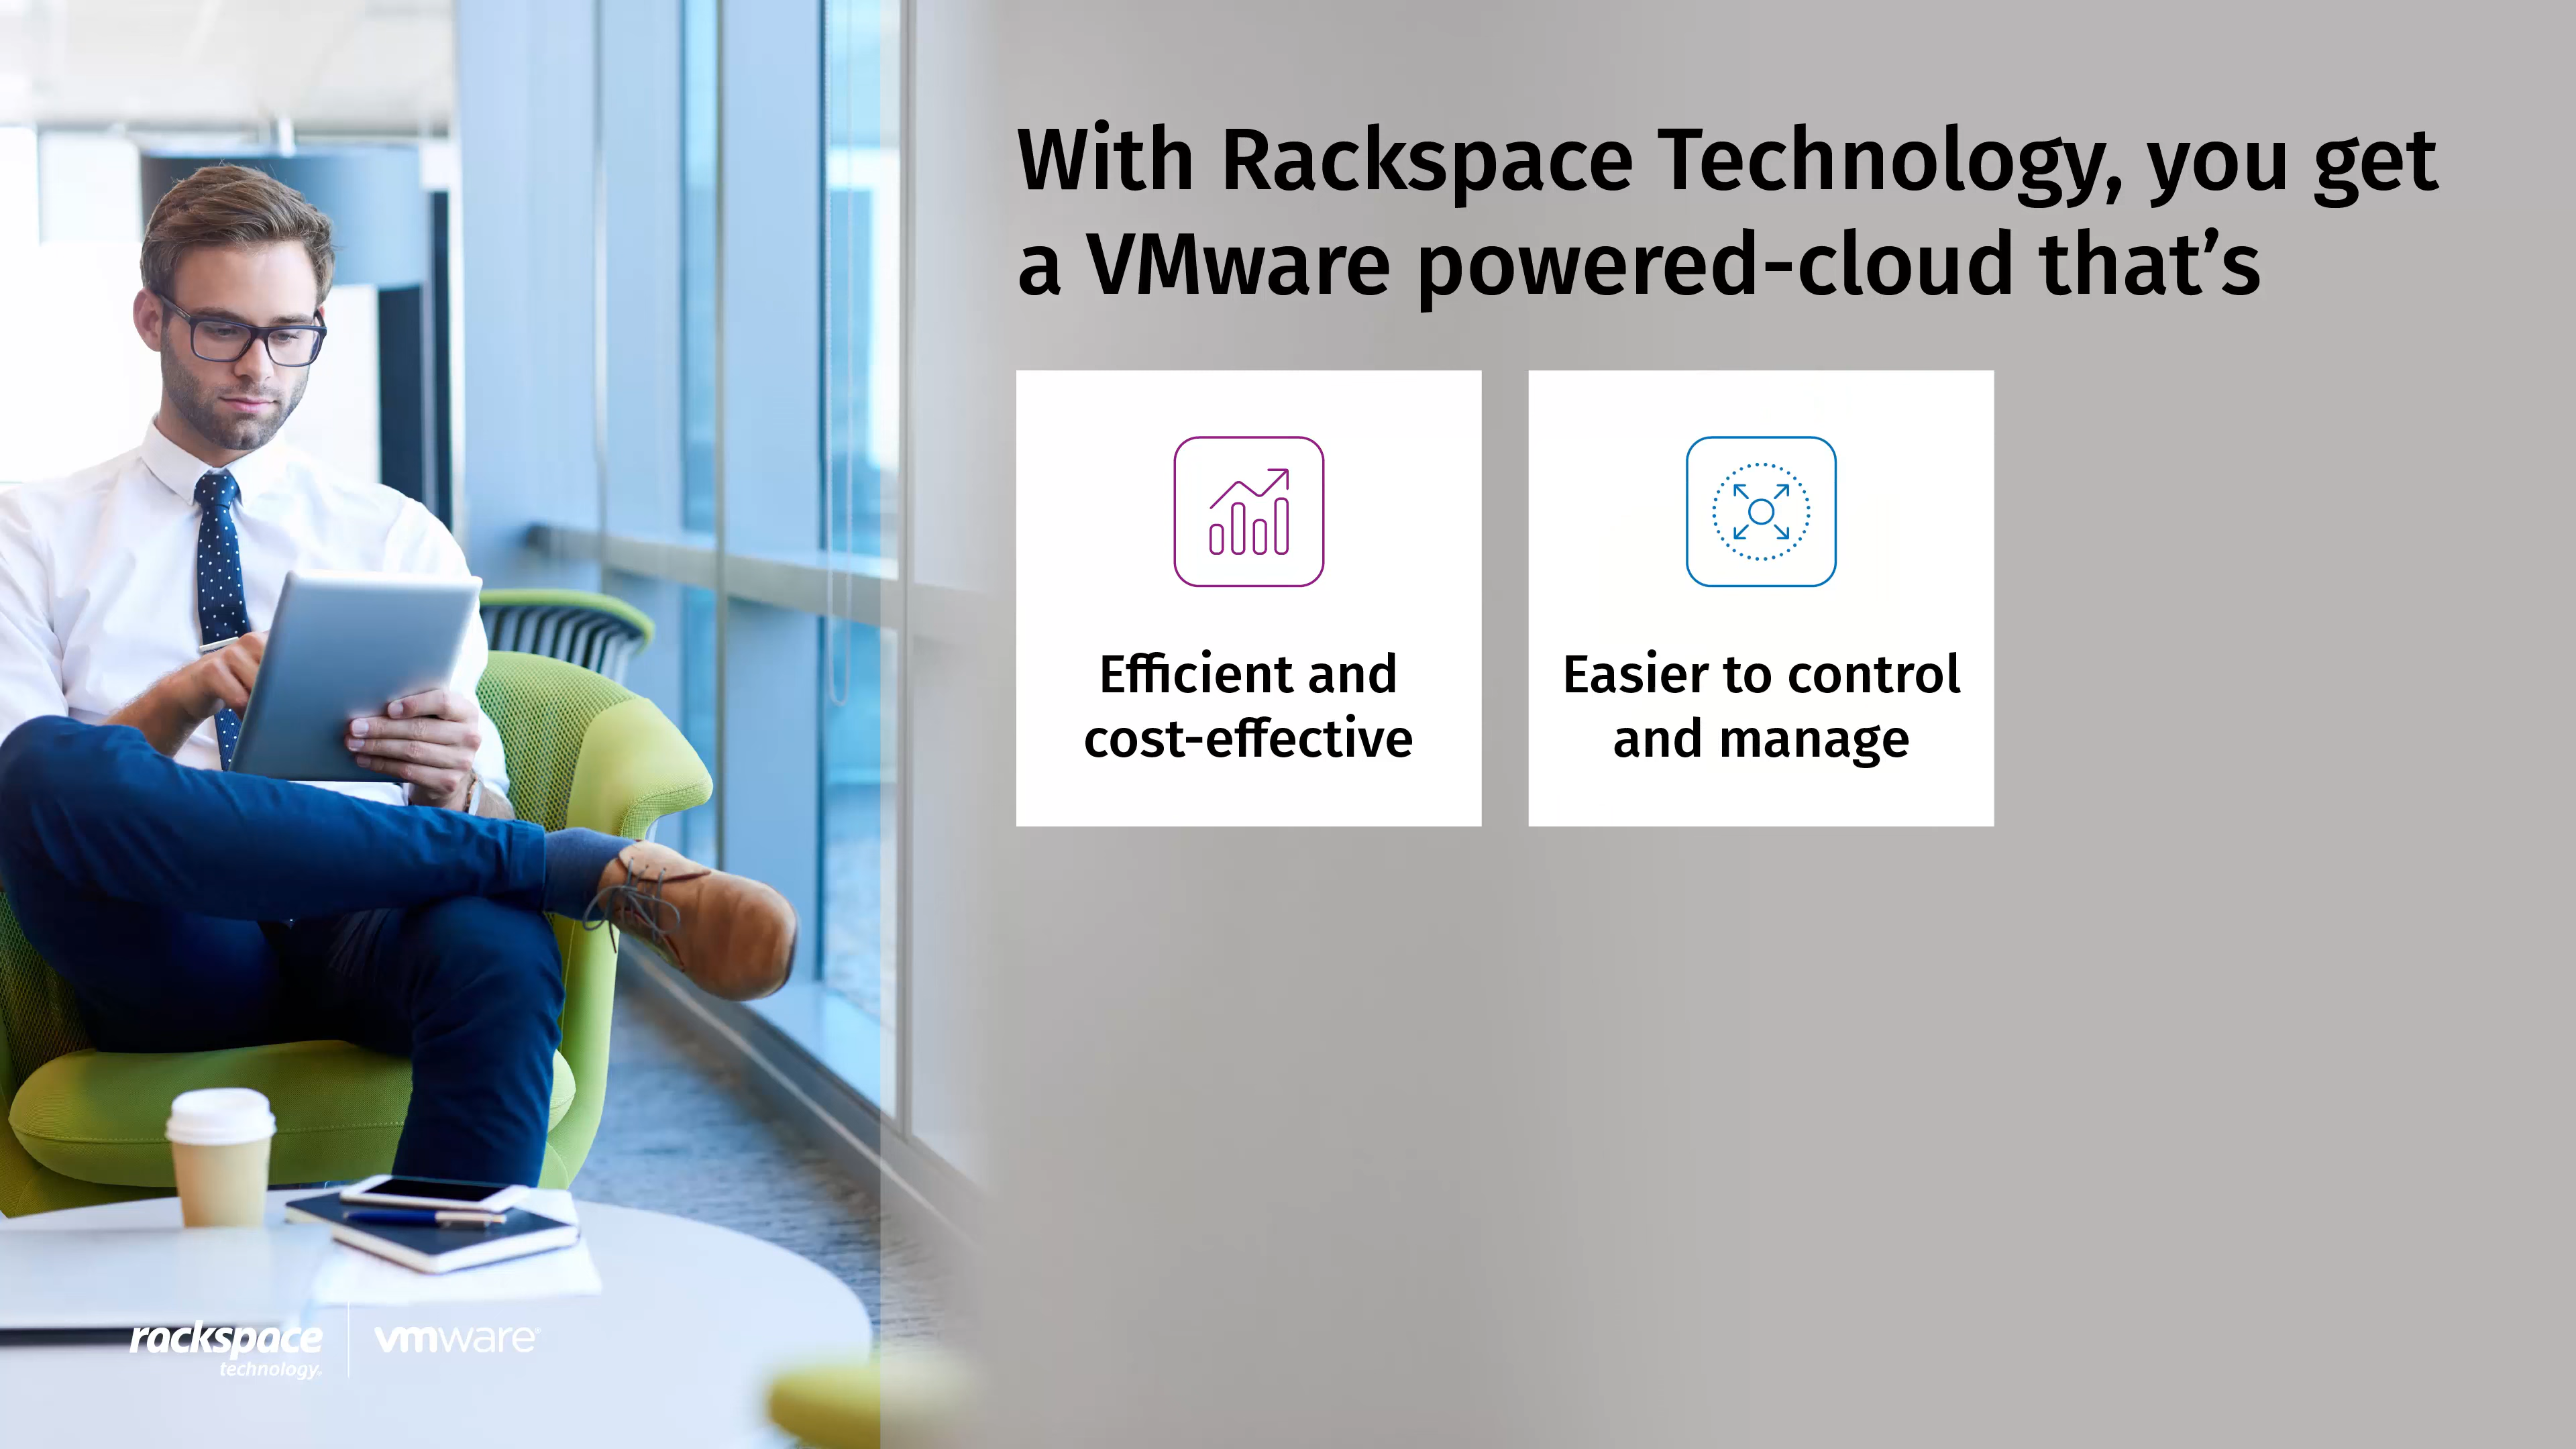 With Rackspace Technology, you get
a VMware powered-cloud that’s
Efficient and
cost-effective
Easier to control
and manage
rackspace
technology.
vmware®